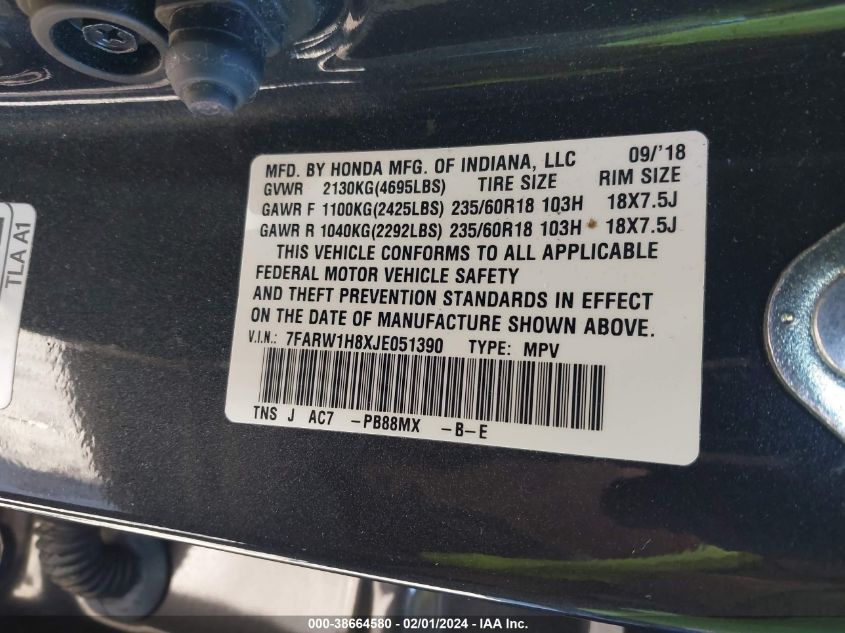 TLA A1
MFD. BY HONDA MFG. OF INDIANA, LLC 09/'18
GVWR 2130KG(4695LBS) TIRE SIZE RIM SIZE
GAWR F 1100KG(2425LBS) 235/60R18 103H 18X7.5J
GAWR R 1040KG(2292LBS) 235/60R18 103H 18X7.5J
THIS VEHICLE CONFORMS TO ALL APPLICABLE
FEDERAL MOTOR VEHICLE SAFETY
AND THEFT PREVENTION STANDARDS IN EFFECT
ON THE DATE OF MANUFACTURE SHOWN ABOVE.
V.I.N.: 7FARW1H8XJE051390 TYPE: MPV
TNS J AC7 -PB88MX -B-E
000-38664580 - 02/01/2024 - IAA Inc.